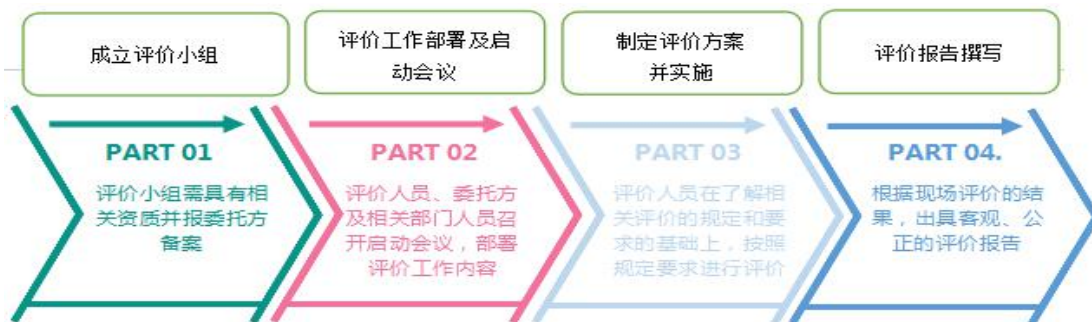 成立评价小组
评价工作部署及启
动会议
制定评价方案
并实施
评价报告撰写
PART 01
评价小组需具有相
关资质并报委托方
备案
PART 02
评价人员、委托方
及相关部门人员召
开启动会议，部署
评价工作内容
PART 03
评价人员在了解相
关评价的规定和要
求的基础上，按照
规定要求进行评价
PART 04.
根据现场评价的结
果，出具客观、公
正的评价报告